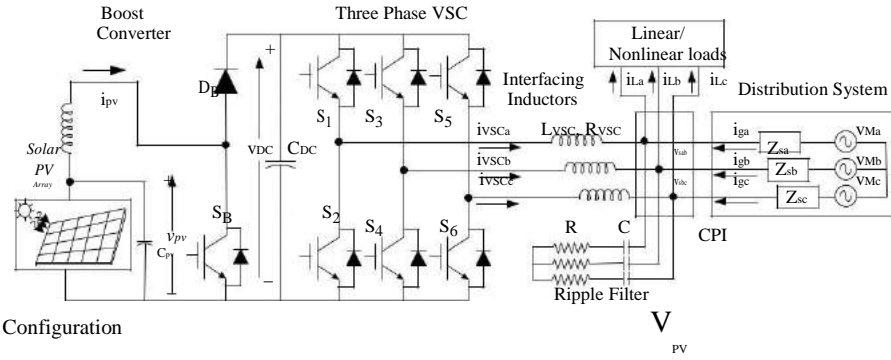 Boost
Converter
Three Phase VSC
Linear/
Nonlinear loads
Interfacing
Inductors
Distribution System
ipv
DB
S1
S3
S5
iLa
iLb
iLc
Solar
PV
Array
VDC
CDC
iVSCa
LVSC, RVSC
Vsab
iga
Zsa
VMa
iVSCb
igb
Zsb
VMb
iVSCc
Vsbc
igc
Zsc
VMc
vpv
Cpv
SB
S2
S4
S6
R
C
CPI
Ripple Filter
Configuration
VPV
+
−